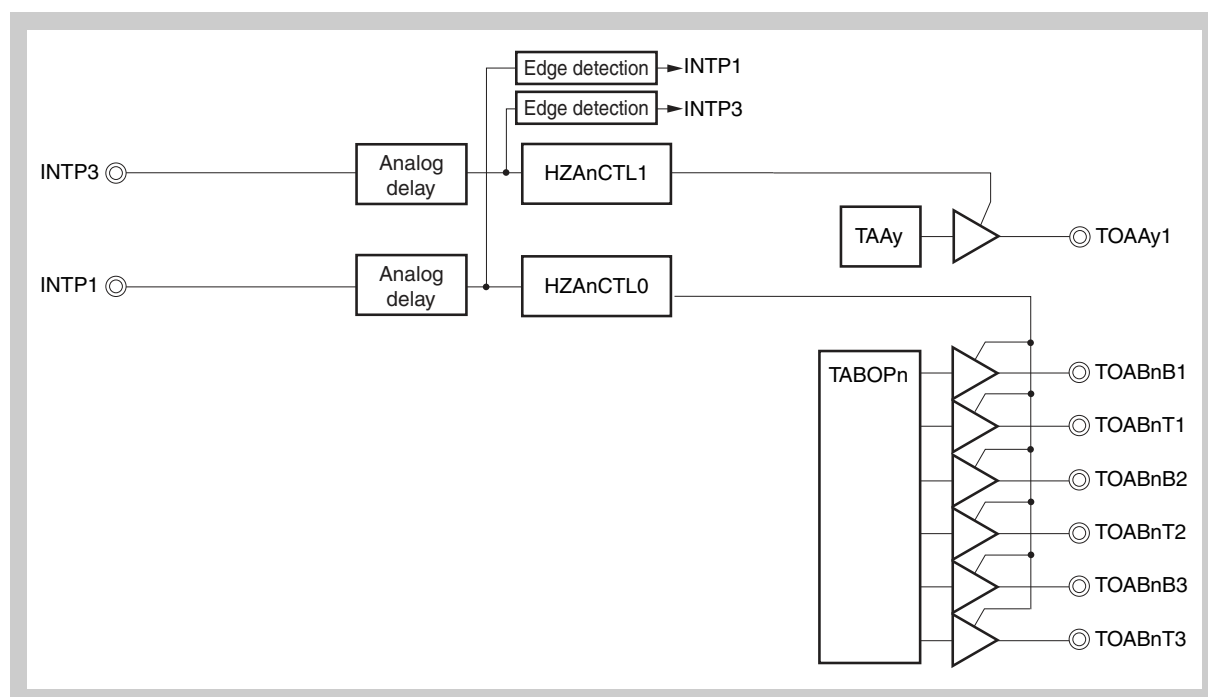 Edge detection
INTP1
Edge detection
INTP3
INTP3
Analog
delay
HZAnCTL1
TAAy
TOAAy1
INTP1
Analog
delay
HZAnCTL0
TABOPn
TOABnB1
TOABnT1
TOABnB2
TOABnT2
TOABnB3
TOABnT3